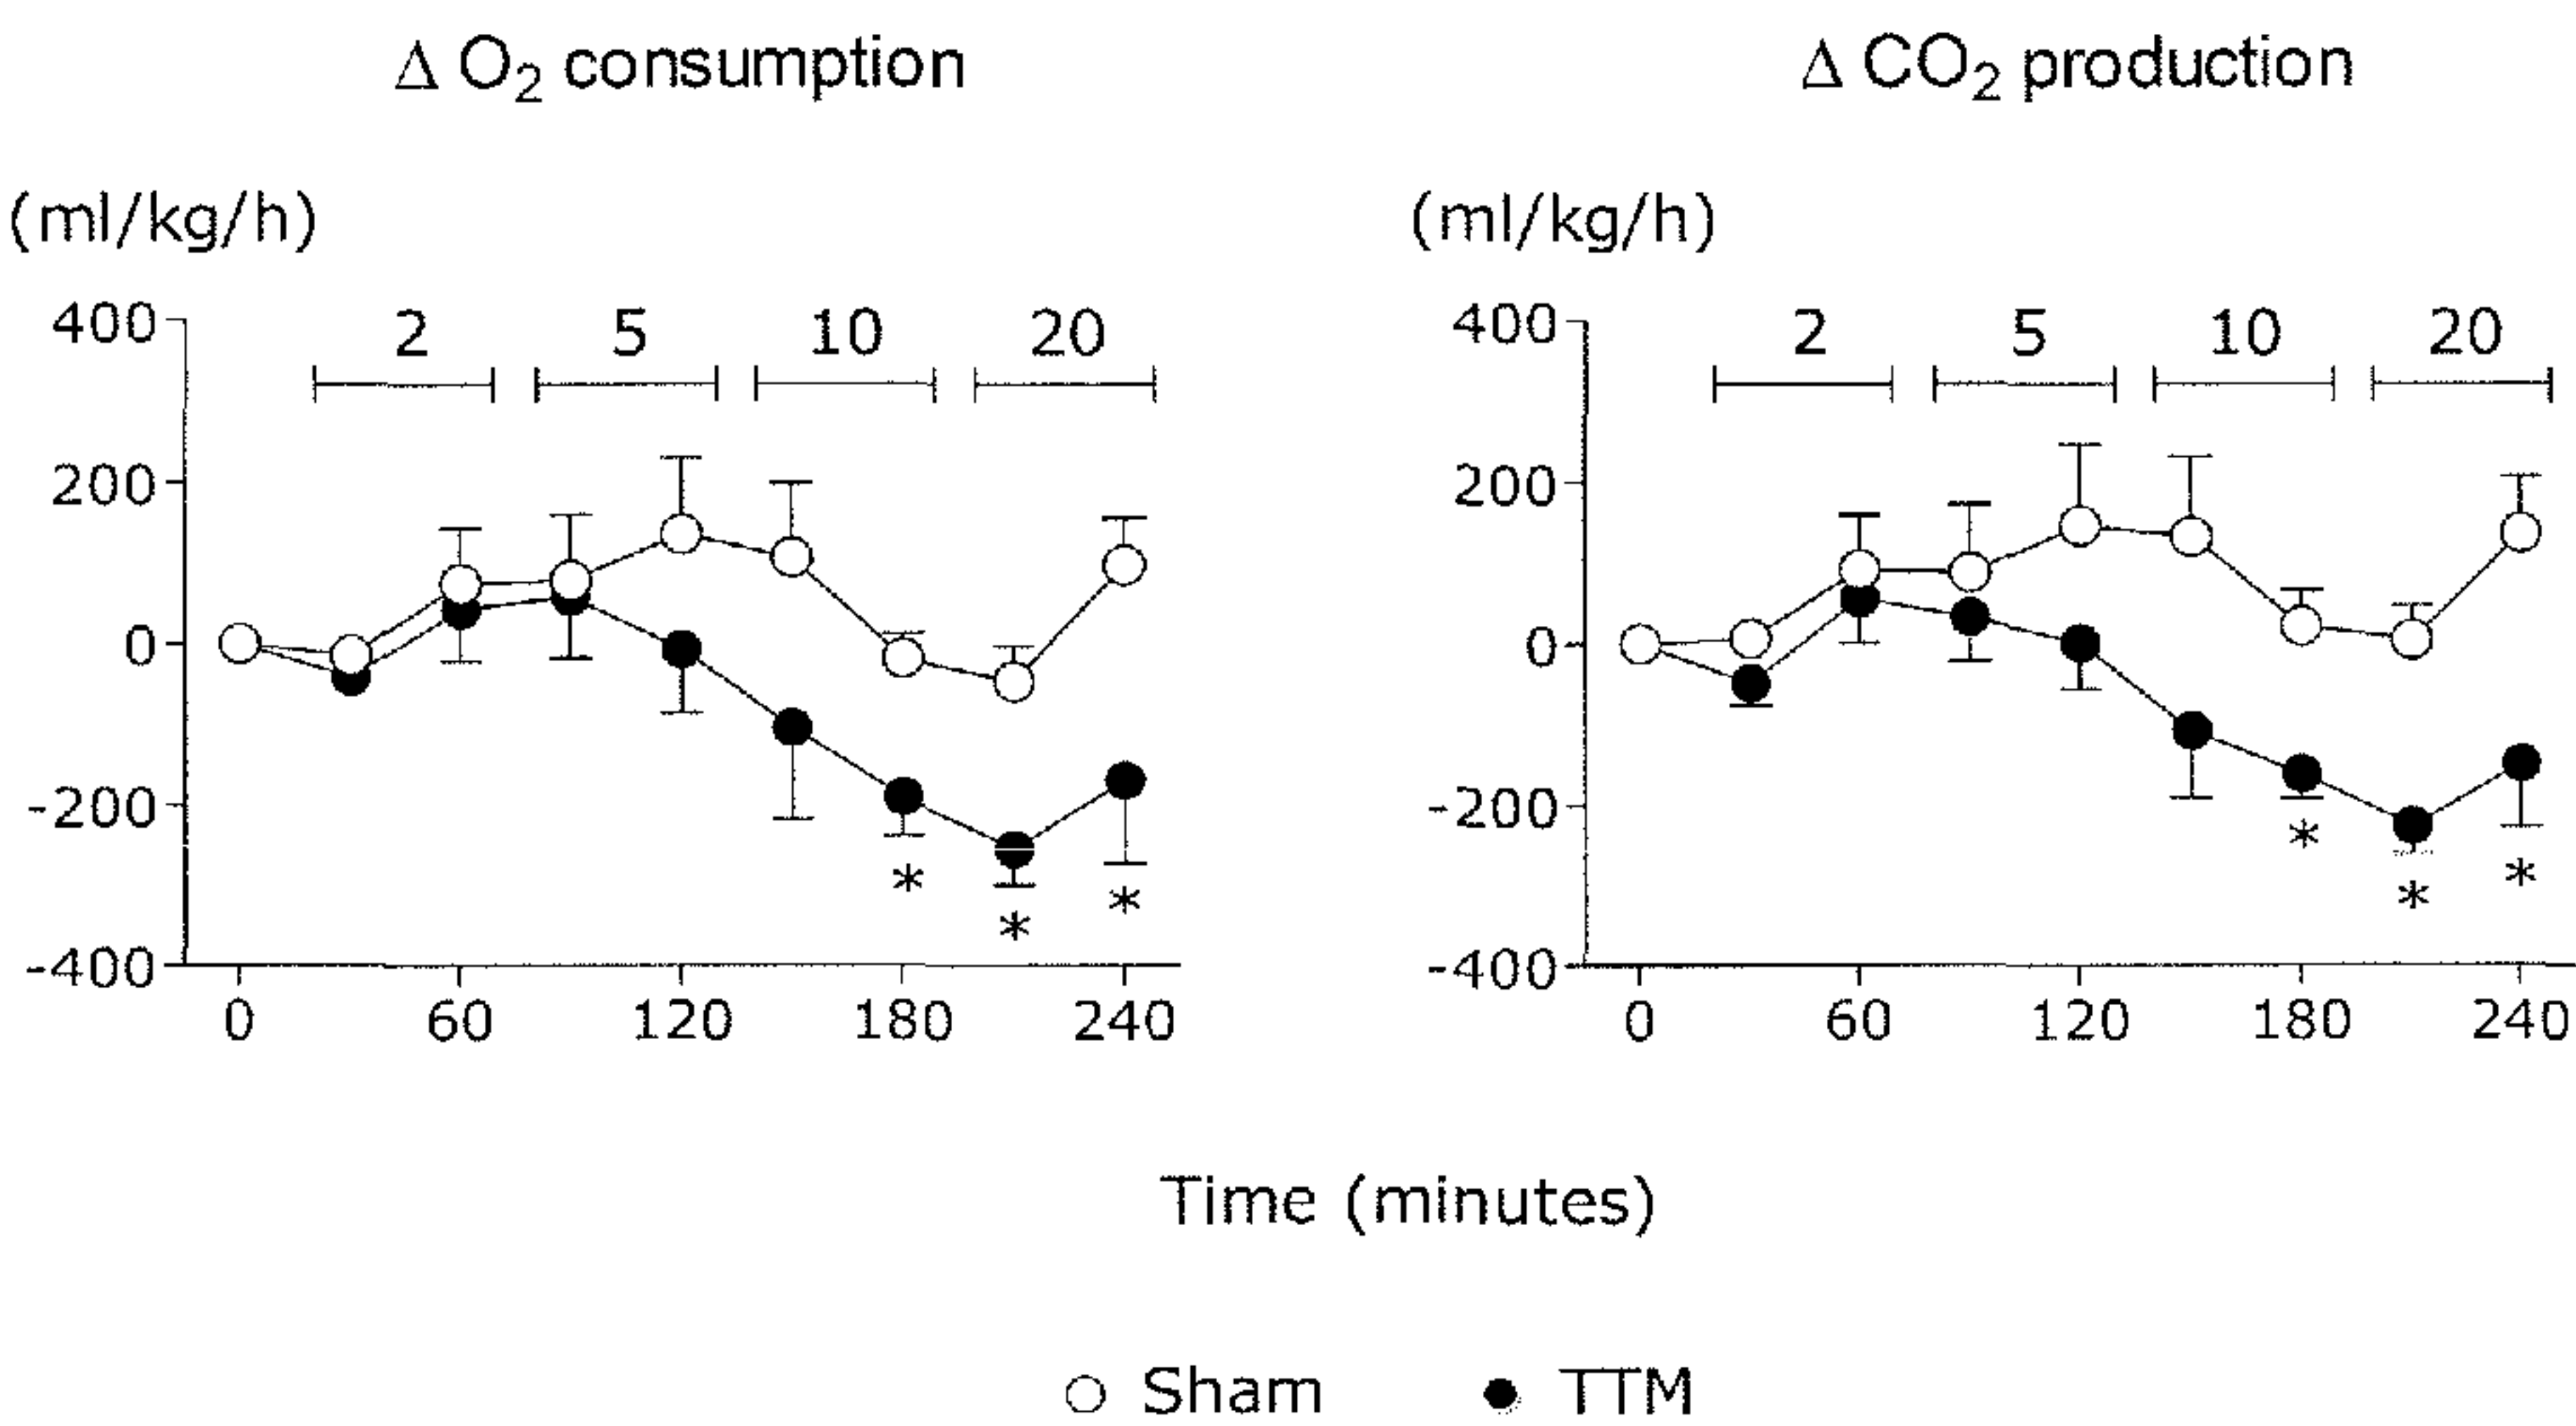 Δ O₂ consumption
(ml/kg/h)
400
200
0
-200
-400
2 5 10 20
* * *
0 60 120 180 240
Δ CO₂ production
(ml/kg/h)
400
200
0
-200
-400
2 5 10 20
* * *
0 60 120 180 240
Time (minutes)
Sham TTM